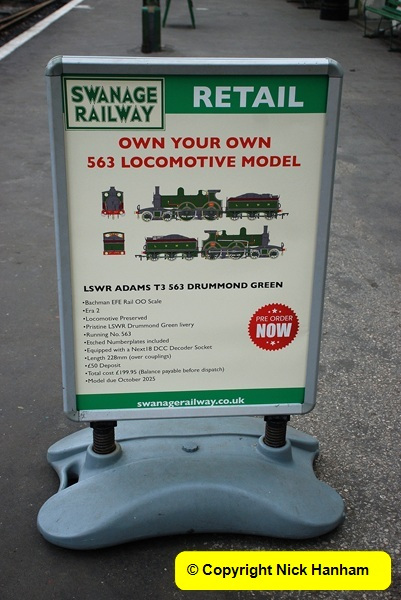 SWANAGE
RAILWAY
RETAIL
OWN YOUR OWN
563 LOCOMOTIVE MODEL
LSWR ADAMS T3 563 DRUMMOND GREEN
•Bachman EFE Rail OO Scale
•Era 2
•Locomotive Preserved
•Pristine LSWR Drummond Green livery
•Running No. 563
•Etched Numberplates included
•Equipped with a Next18 DCC Decoder Socket
•Length 228mm (over couplings)
•£50 Deposit
•Total cost £199.95 (Balance payable before dispatch)
•Model due October 2025
PRE ORDER
NOW
swanagerailway.co.uk
© Copyright Nick Hanham